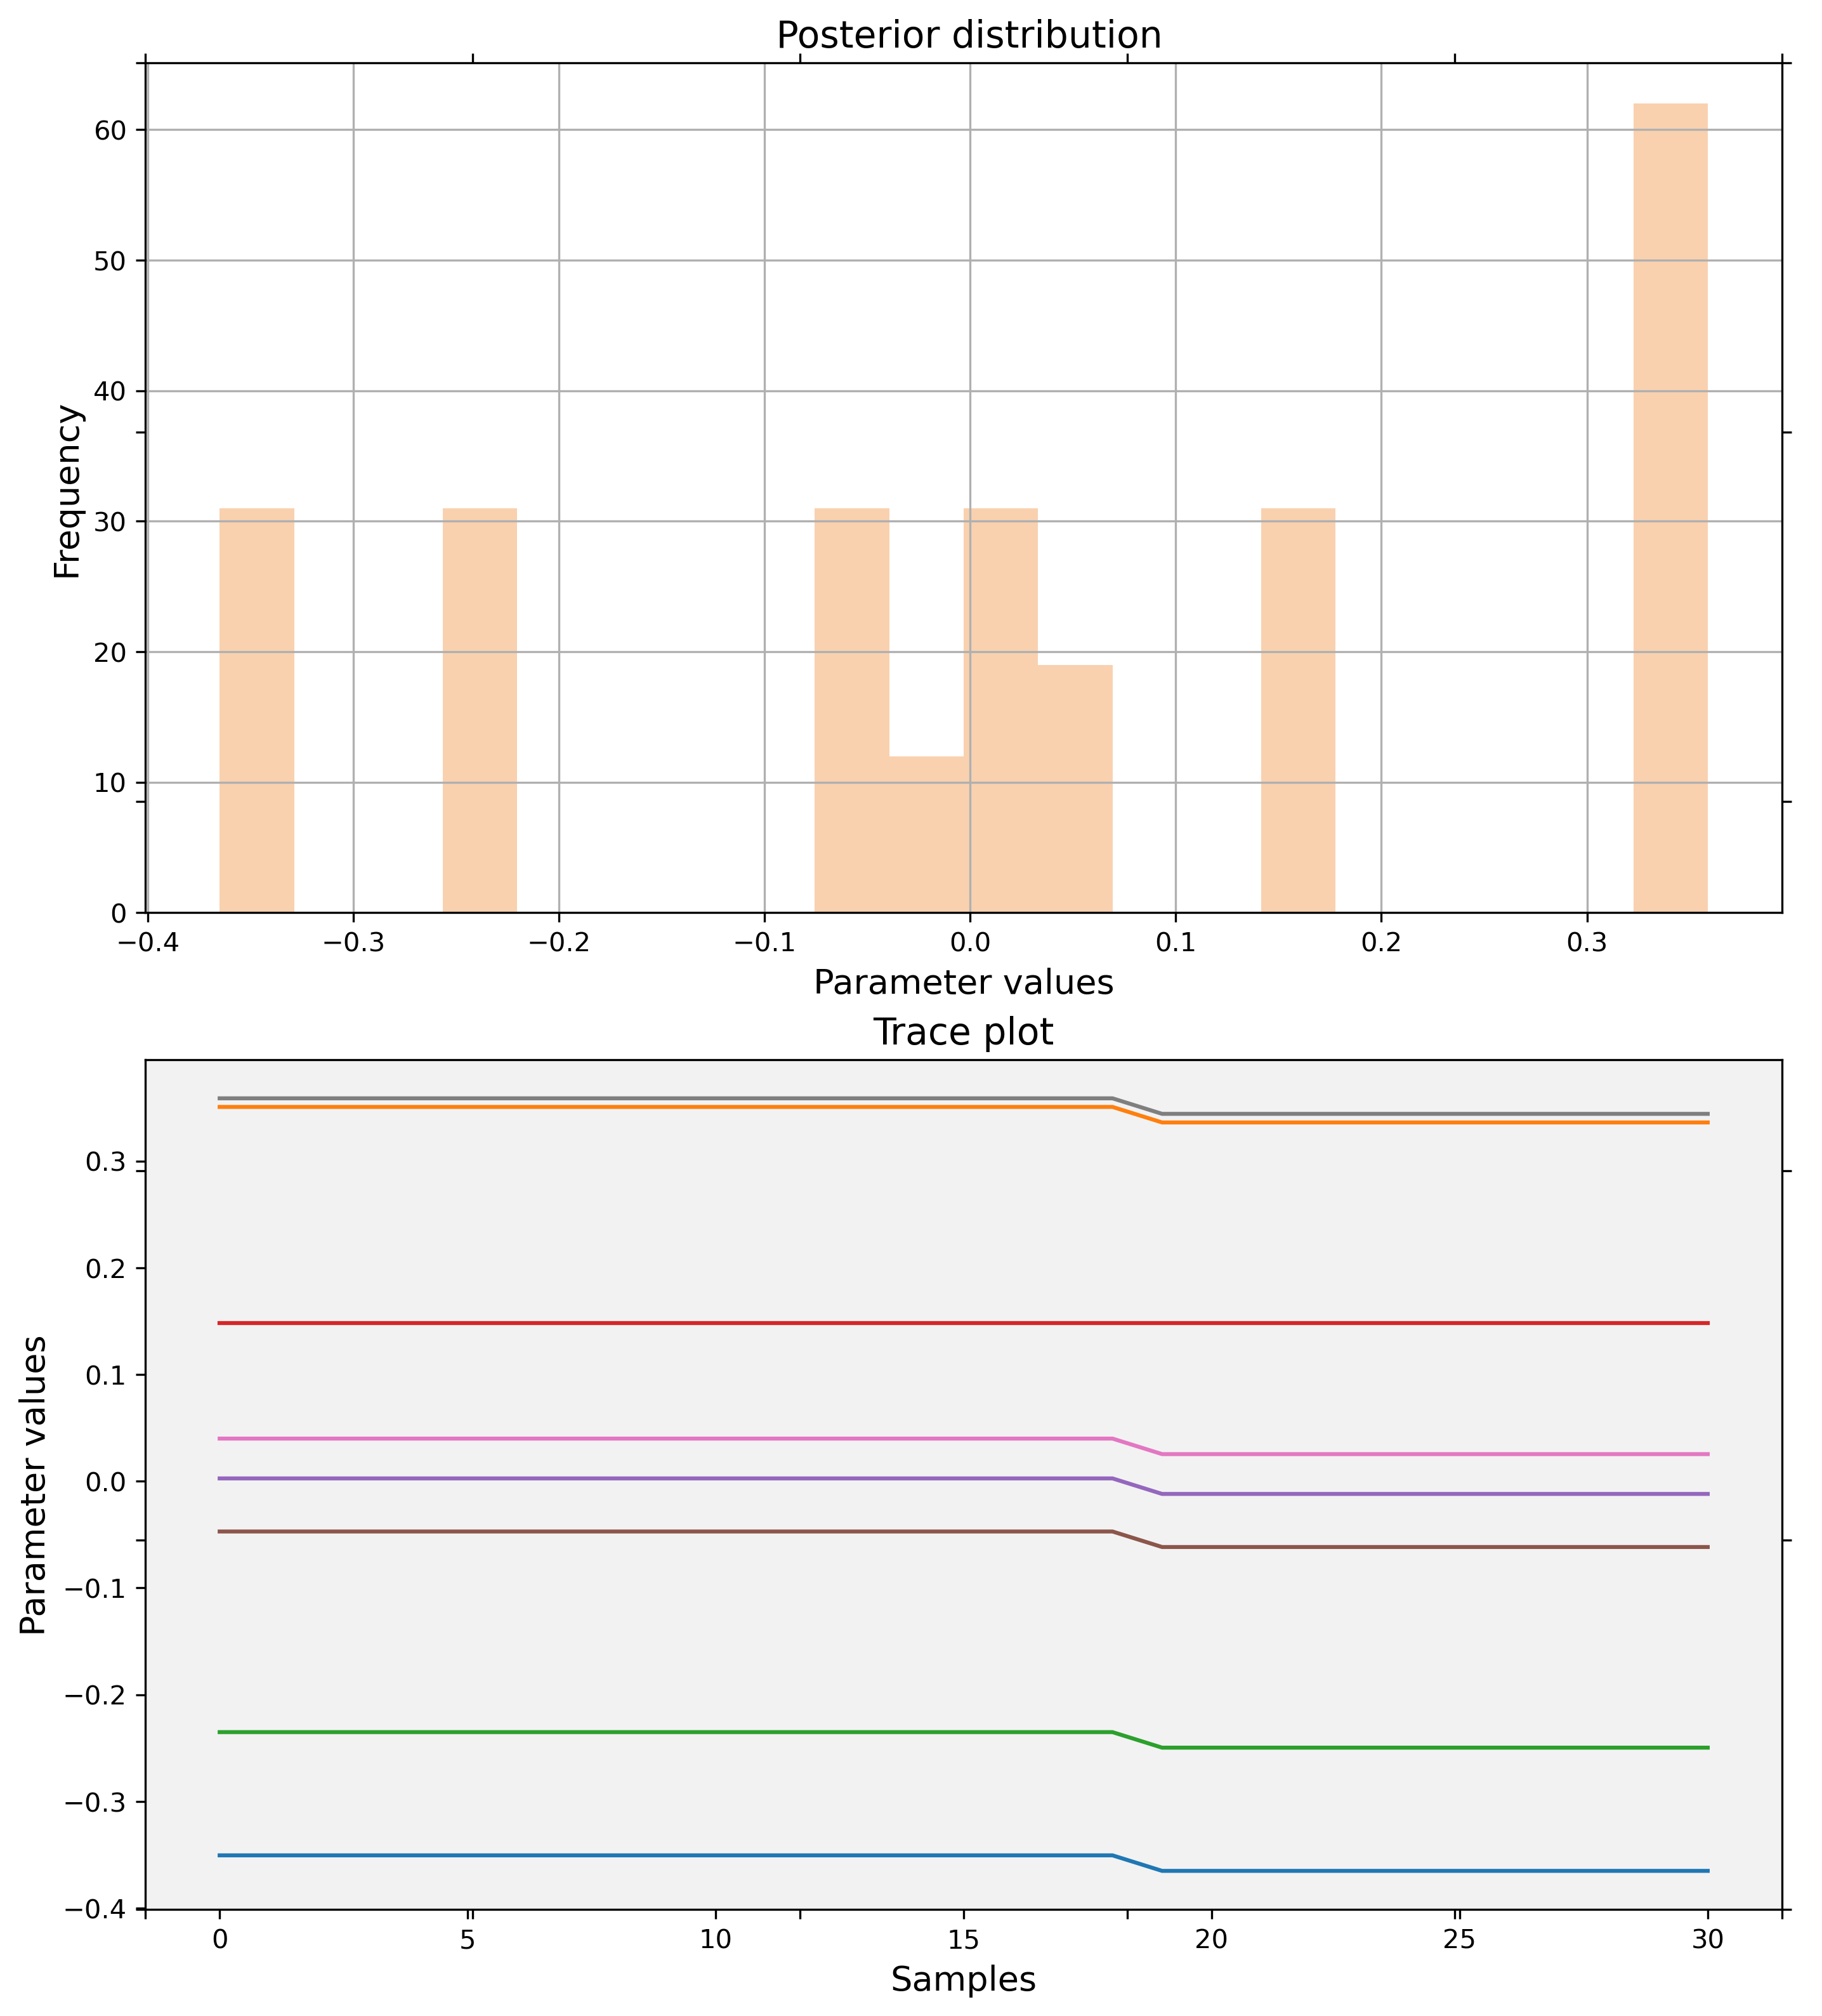 Posterior distribution
Frequency
60
50
40
30
20
10
0
−0.4 −0.3 −0.2 −0.1 0.0 0.1 0.2 0.3
Parameter values
Trace plot
Parameter values
0.3
0.2
0.1
0.0
−0.1
−0.2
−0.3
−0.4
0 5 10 15 20 25 30
Samples